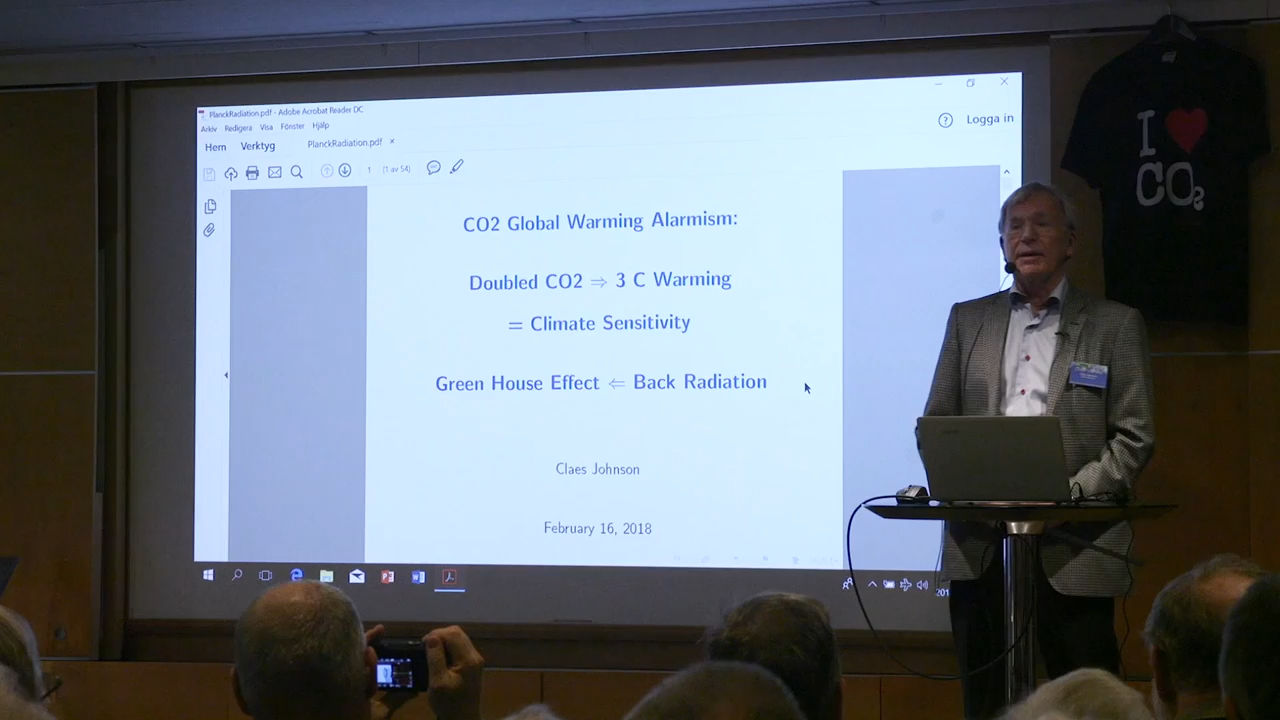 PlanckRadiation.pdf - Adobe Acrobat Reader DC
Arkiv Redigera Visa Fönster Hjälp
Hem Verktyg PlanckRadiation.pdf ×
Logga in
1 (1 av 54)
CO2 Global Warming Alarmism:
Doubled CO2 ⇒ 3 C Warming
= Climate Sensitivity
Green House Effect ⇐ Back Radiation
Claes Johnson
February 16, 2018
I ❤
CO₂